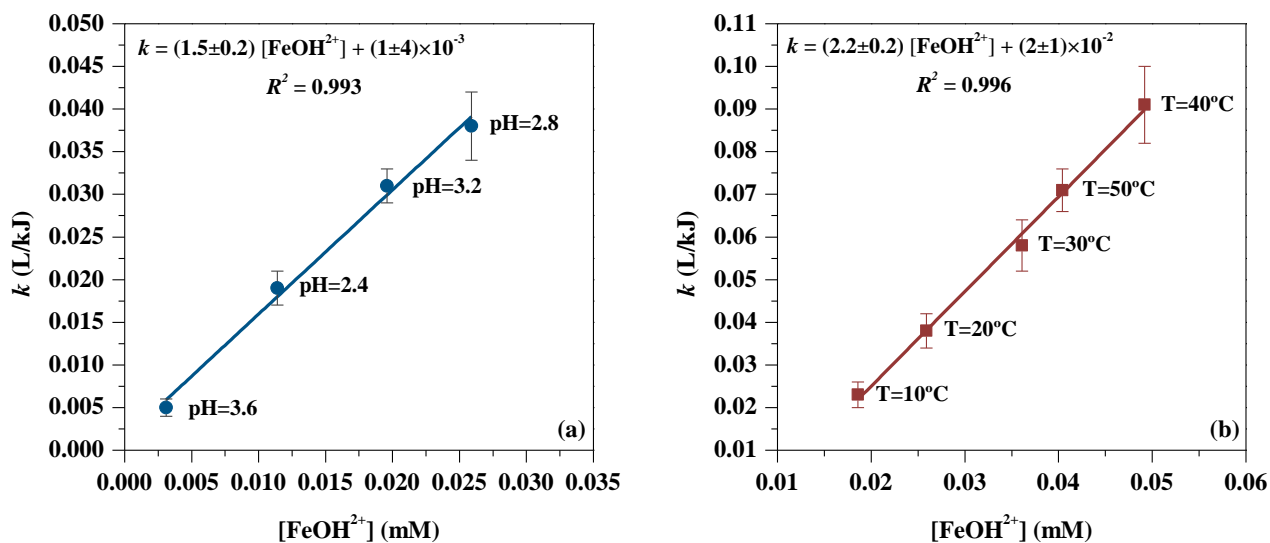 k = (1.5±0.2) [FeOH²⁺] + (1±4)×10⁻³
R² = 0.993
0.050
0.045
0.040
0.035
0.030
0.025
0.020
0.015
0.010
0.005
0.000
k (L/kJ)
pH=2.8
pH=3.2
pH=2.4
pH=3.6
(a)
0.000 0.005 0.010 0.015 0.020 0.025 0.030 0.035
[FeOH²⁺] (mM)
k = (2.2±0.2) [FeOH²⁺] + (2±1)×10⁻²
R² = 0.996
0.11
0.10
0.09
0.08
0.07
0.06
0.05
0.04
0.03
0.02
0.01
k (L/kJ)
T=40ºC
T=50ºC
T=30ºC
T=20ºC
T=10ºC
(b)
0.01 0.02 0.03 0.04 0.05 0.06
[FeOH²⁺] (mM)